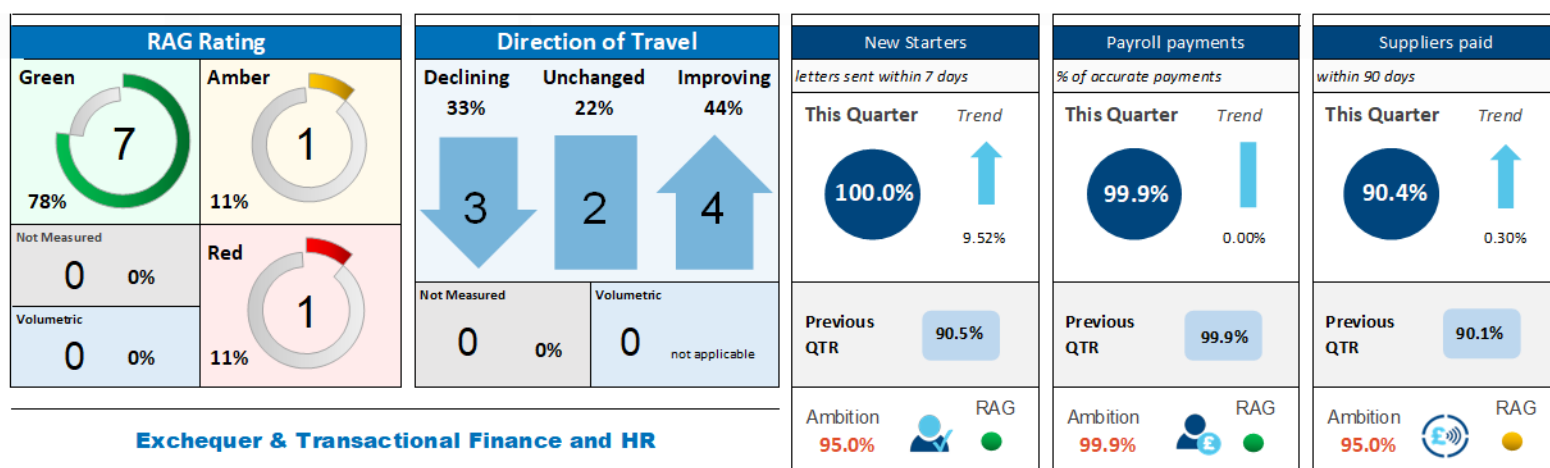 RAG Rating
Green
7
78%
Amber
1
11%
Not Measured
0 0%
Volumetric
0 0%
Red
1
11%
Direction of Travel
Declining Unchanged Improving
33% 22% 44%
3 2 4
Not Measured
0 0%
Volumetric
0 not applicable
Exchequer & Transactional Finance and HR
New Starters
letters sent within 7 days
This Quarter Trend
100.0%
9.52%
Previous
QTR
90.5%
Ambition RAG
95.0%
Payroll payments
% of accurate payments
This Quarter Trend
99.9%
0.00%
Previous
QTR
99.9%
Ambition RAG
99.9%
£
Suppliers paid
within 90 days
This Quarter Trend
90.4%
0.30%
Previous
QTR
90.1%
Ambition RAG
95.0%
£